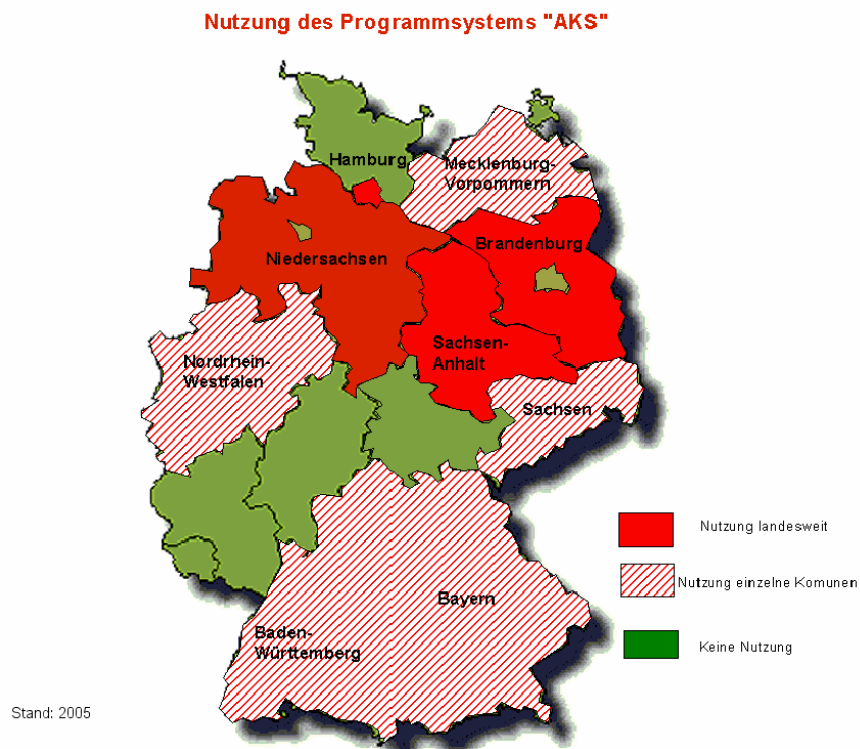 Nutzung des Programmsystems "AKS"
Hamburg
Mecklenburg-
Vorpommern
Brandenburg
Niedersachsen
Sachsen-
Anhalt
Nordrhein-
Westfalen
Sachsen
Nutzung landesweit
Nutzung einzelne Komunen
Bayern
Baden-
Württemberg
Keine Nutzung
Stand: 2005